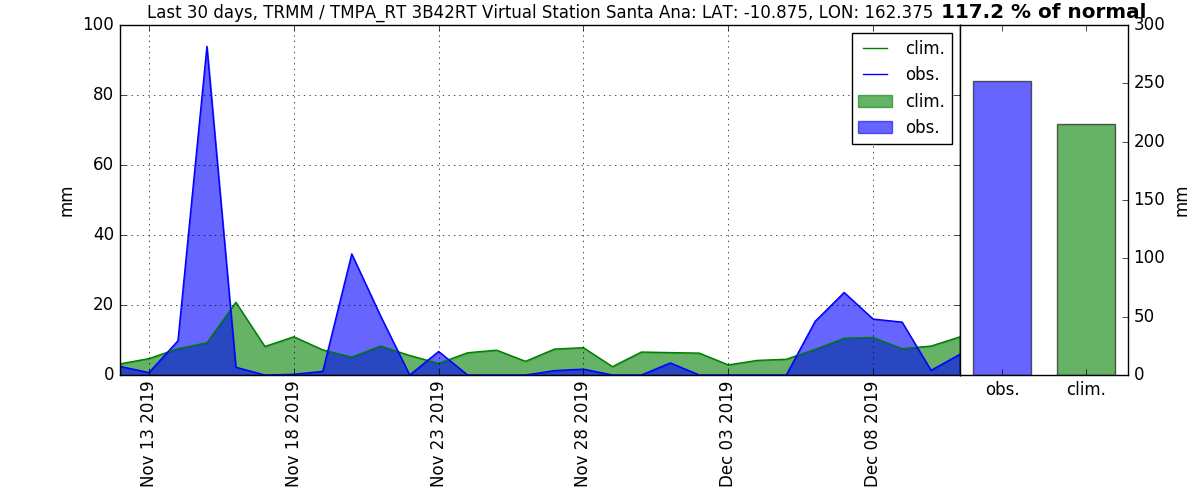 Last 30 days, TRMM / TMPA_RT 3B42RT Virtual Station Santa Ana: LAT: -10.875, LON: 162.375 117.2 % of normal
100
80
60
40
20
0
mm
clim.
obs.
clim.
obs.
300
250
200
150
100
50
0
mm
obs.
clim.
Nov 13 2019
Nov 18 2019
Nov 23 2019
Nov 28 2019
Dec 03 2019
Dec 08 2019